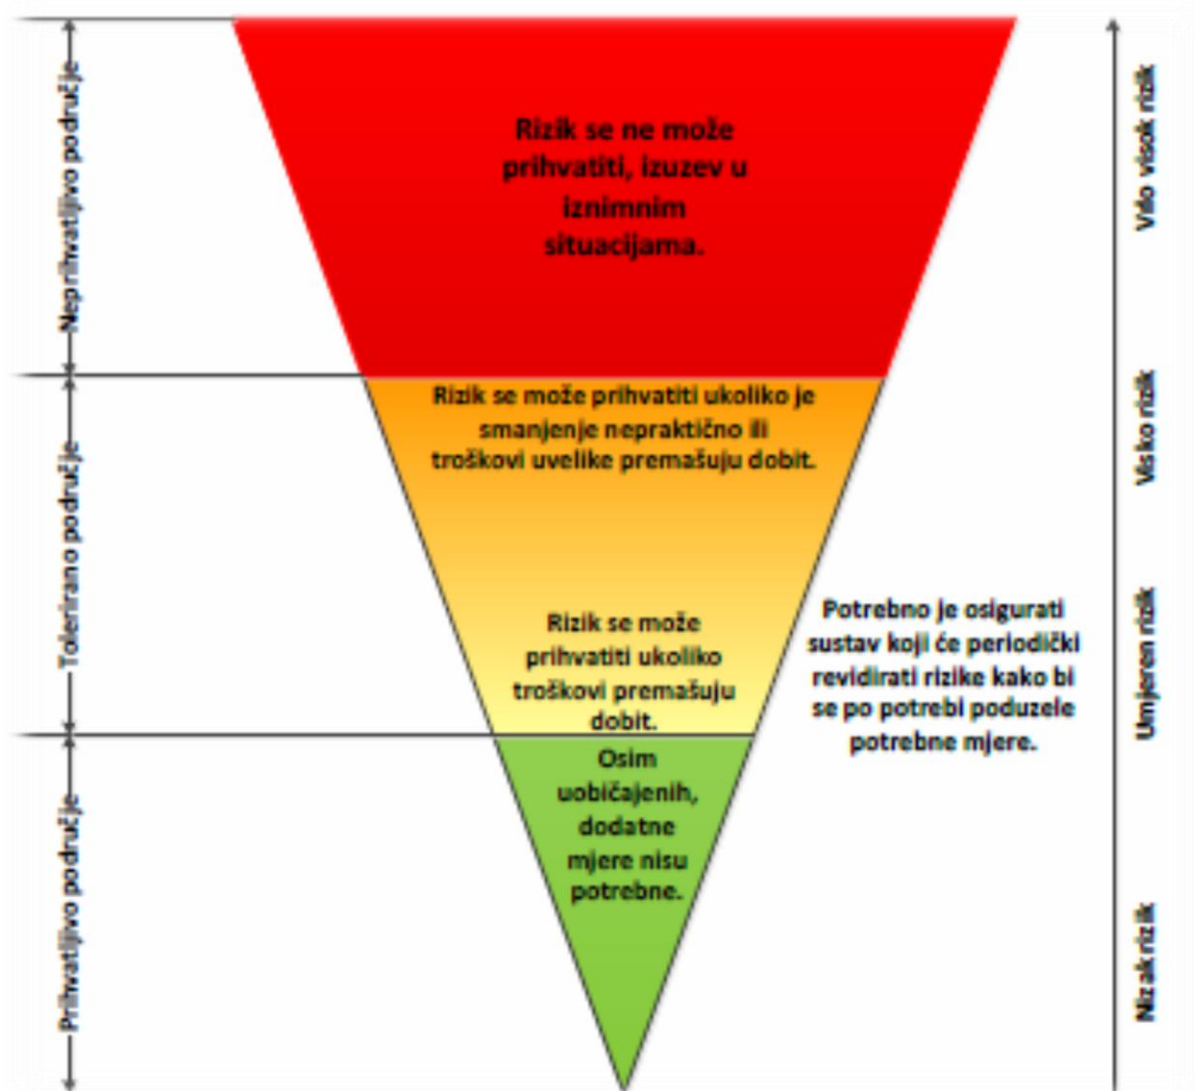 Neprihvatljivo područje
Rizik se ne može
prihvatiti, izuzev u
iznimnim
situacijama.
Vrlo visok rizik
Tolerirano područje
Rizik se može prihvatiti ukoliko je
smanjenje nepraktično ili
troškovi uvelike premašuju dobit.
Visko rizik
Rizik se može
prihvatiti ukoliko
troškovi premašuju
dobit.
Potrebno je osigurati
sustav koji će periodički
revidirati rizike kako bi
se po potrebi poduzele
potrebne mjere.
Umjeren rizik
Prihvatljivo područje
Osim
uobičajenih,
dodatne
mjere nisu
potrebne.
Nizak rizik